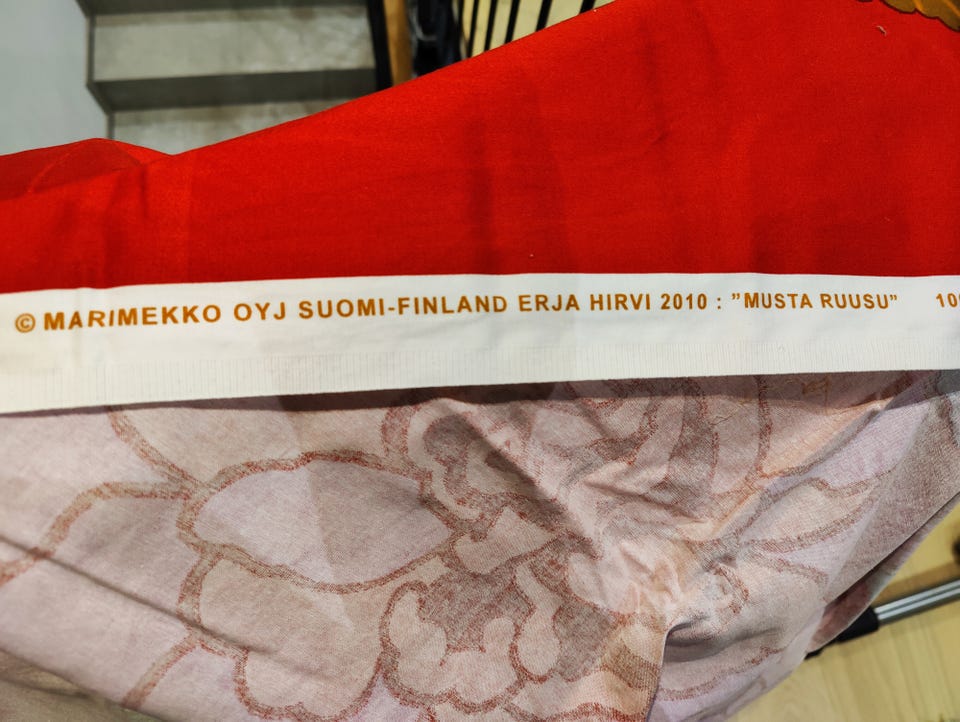 © MARIMEKKO OYJ SUOMI-FINLAND ERJA HIRVI 2010 : ”MUSTA RUUSU”